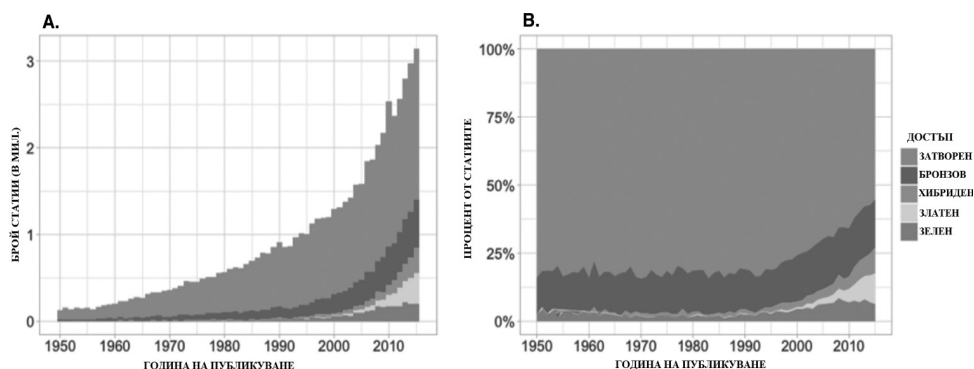 A.
БРОЙ СТАТИИ (В МИЛ.)
3
2
1
0
1950 1960 1970 1980 1990 2000 2010
ГОДИНА НА ПУБЛИКУВАНЕ
B.
ПРОЦЕНТ ОТ СТАТИИТЕ
100%
75%
50%
25%
0%
1950 1960 1970 1980 1990 2000 2010
ГОДИНА НА ПУБЛИКУВАНЕ
ДОСТЪП
ЗАТВОРЕН
БРОНЗОВ
ХИБРИДЕН
ЗЛАТЕН
ЗЕЛЕН